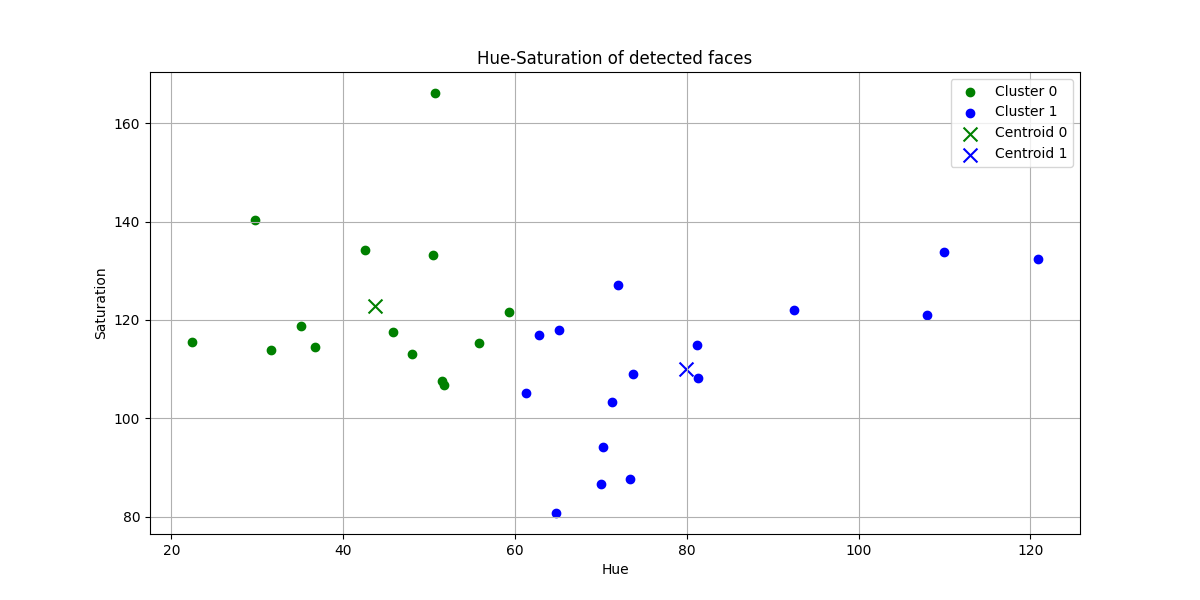 Hue-Saturation of detected faces
Cluster 0
Cluster 1
Centroid 0
Centroid 1
Saturation
160
140
120
100
80
20 40 60 80 100 120
Hue